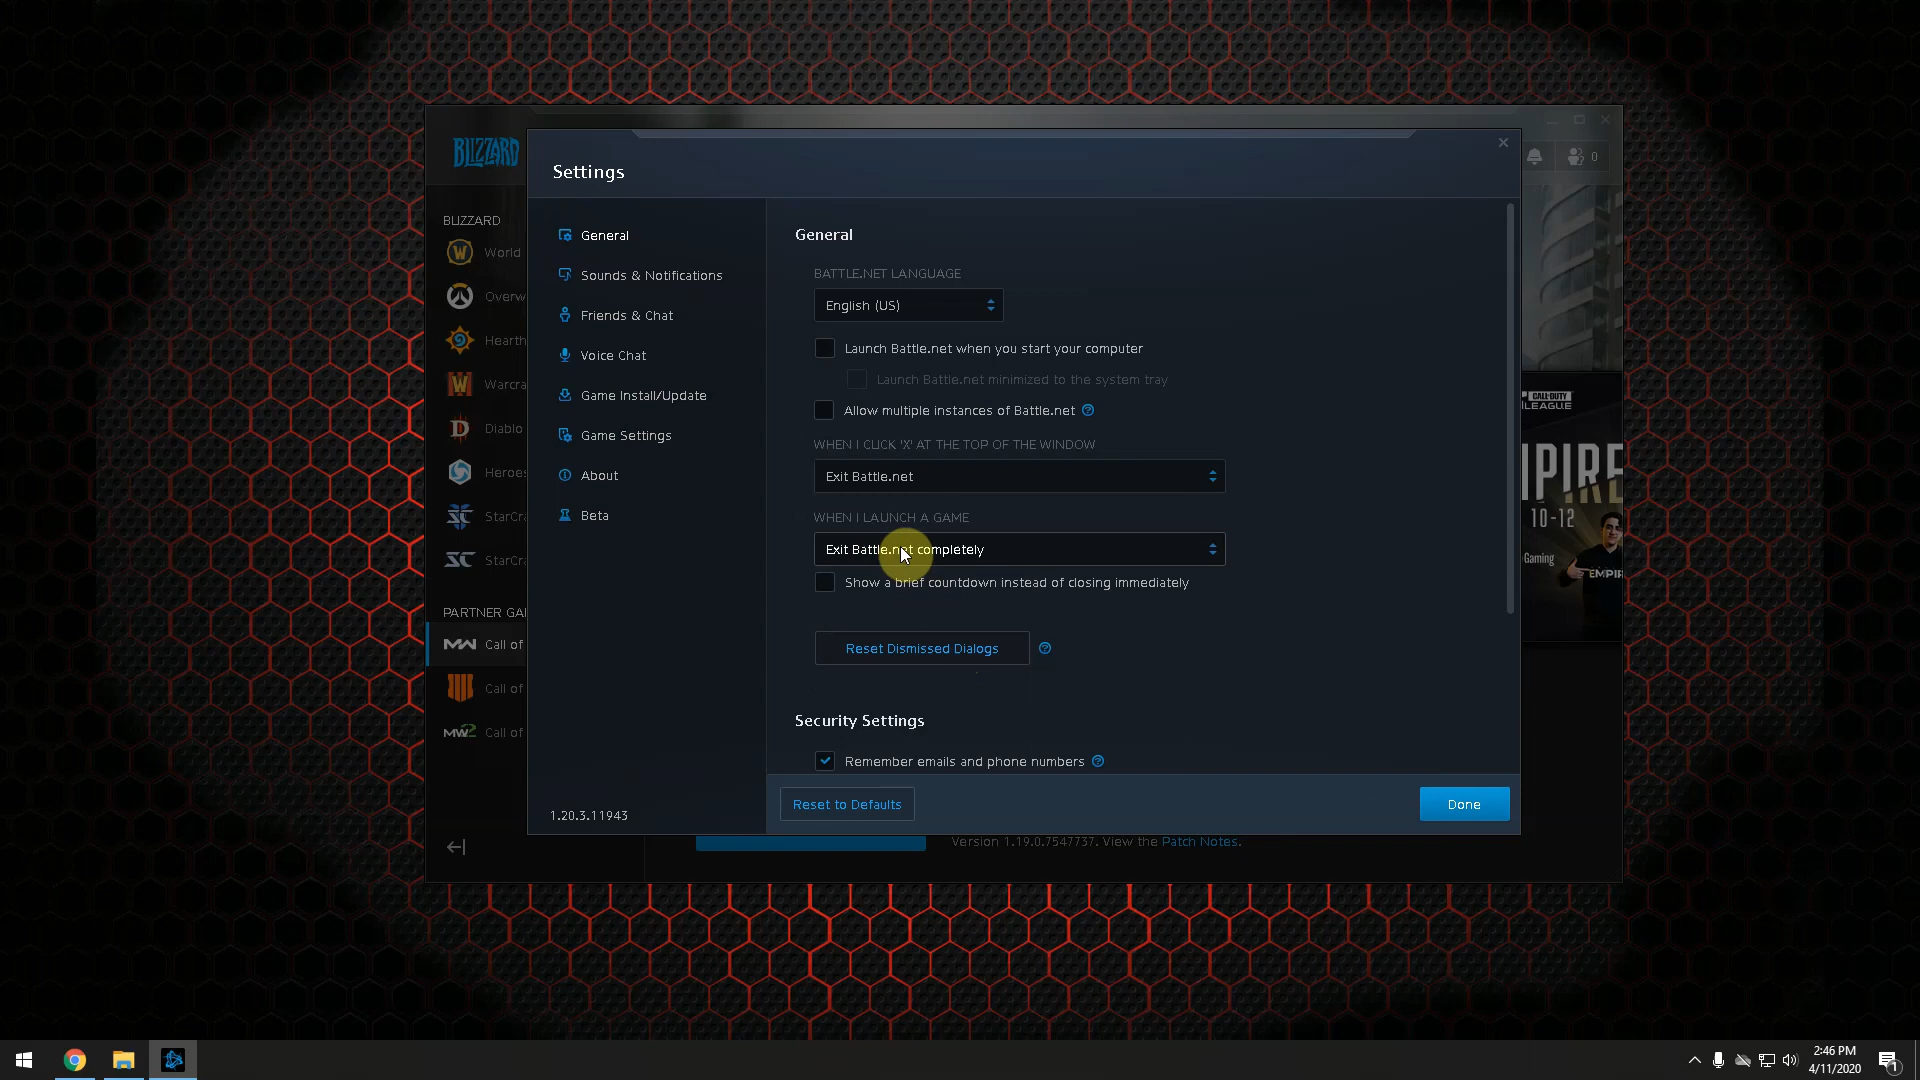 BLIZZARD
0
Settings
BLIZZARD
World
Overw
Hearth
Warcra
Diablo
Heroes
StarCra
StarCra
PARTNER GA
Call of
Call of
MW2 Call of
General
Sounds & Notifications
Friends & Chat
Voice Chat
Game Install/Update
Game Settings
About
Beta
1.20.3.11943
General
BATTLE.NET LANGUAGE
English (US)
Launch Battle.net when you start your computer
Launch Battle.net minimized to the system tray
Allow multiple instances of Battle.net
WHEN I CLICK 'X' AT THE TOP OF THE WINDOW
Exit Battle.net
WHEN I LAUNCH A GAME
Exit Battle.net completely
Show a brief countdown instead of closing immediately
Reset Dismissed Dialogs
Security Settings
Remember emails and phone numbers
Reset to Defaults
Done
Version 1.19.0.7547737. View the Patch Notes.
CALL OF DUTY
LEAGUE
PIRE
10-12
Gaming
EMPIR
2:46 PM
4/11/2020
1